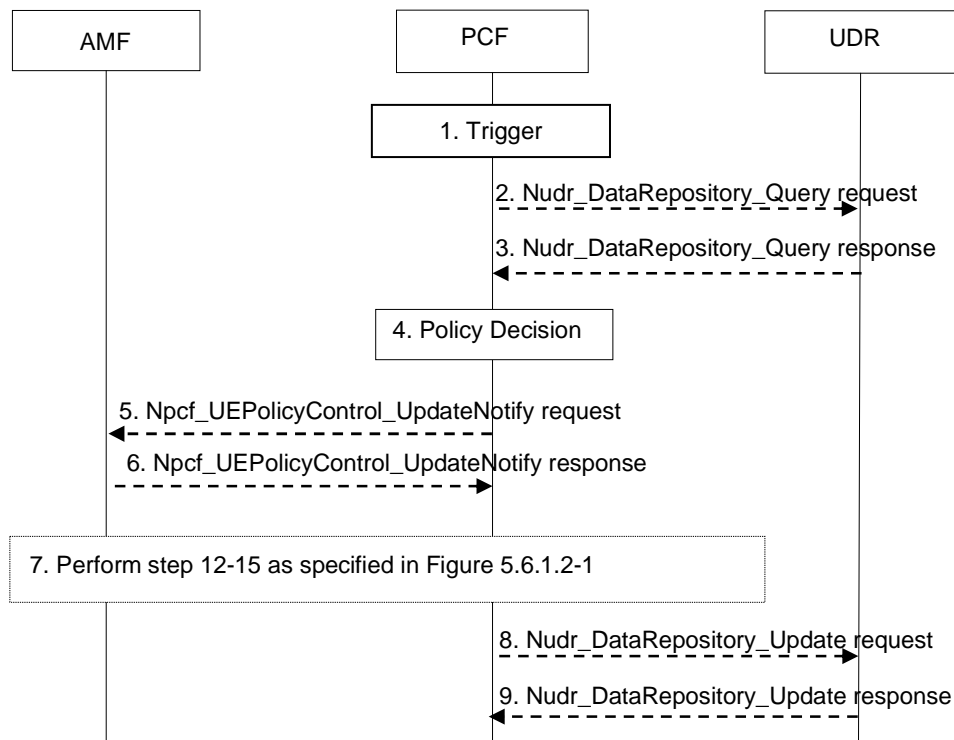 AMF
PCF
UDR
1. Trigger
2. Nudr_DataRepository_Query request
3. Nudr_DataRepository_Query response
4. Policy Decision
5. Npcf_UEPolicyControl_UpdateNotify request
6. Npcf_UEPolicyControl_UpdateNotify response
7. Perform step 12-15 as specified in Figure 5.6.1.2-1
8. Nudr_DataRepository_Update request
9. Nudr_DataRepository_Update response